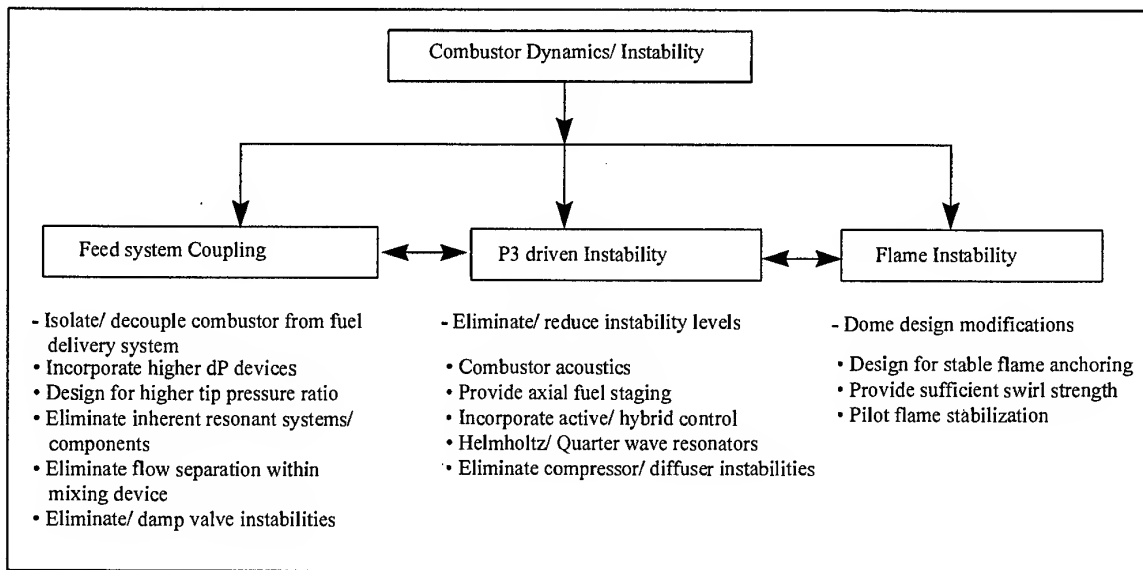 Combustor Dynamics/ Instability
Feed system Coupling
P3 driven Instability
Flame Instability
- Isolate/ decouple combustor from fuel
delivery system
• Incorporate higher dP devices
• Design for higher tip pressure ratio
• Eliminate inherent resonant systems/
components
• Eliminate flow separation within
mixing device
• Eliminate/ damp valve instabilities
- Eliminate/ reduce instability levels
• Combustor acoustics
• Provide axial fuel staging
• Incorporate active/ hybrid control
• Helmholtz/ Quarter wave resonators
• Eliminate compressor/ diffuser instabilities
- Dome design modifications
• Design for stable flame anchoring
• Provide sufficient swirl strength
• Pilot flame stabilization